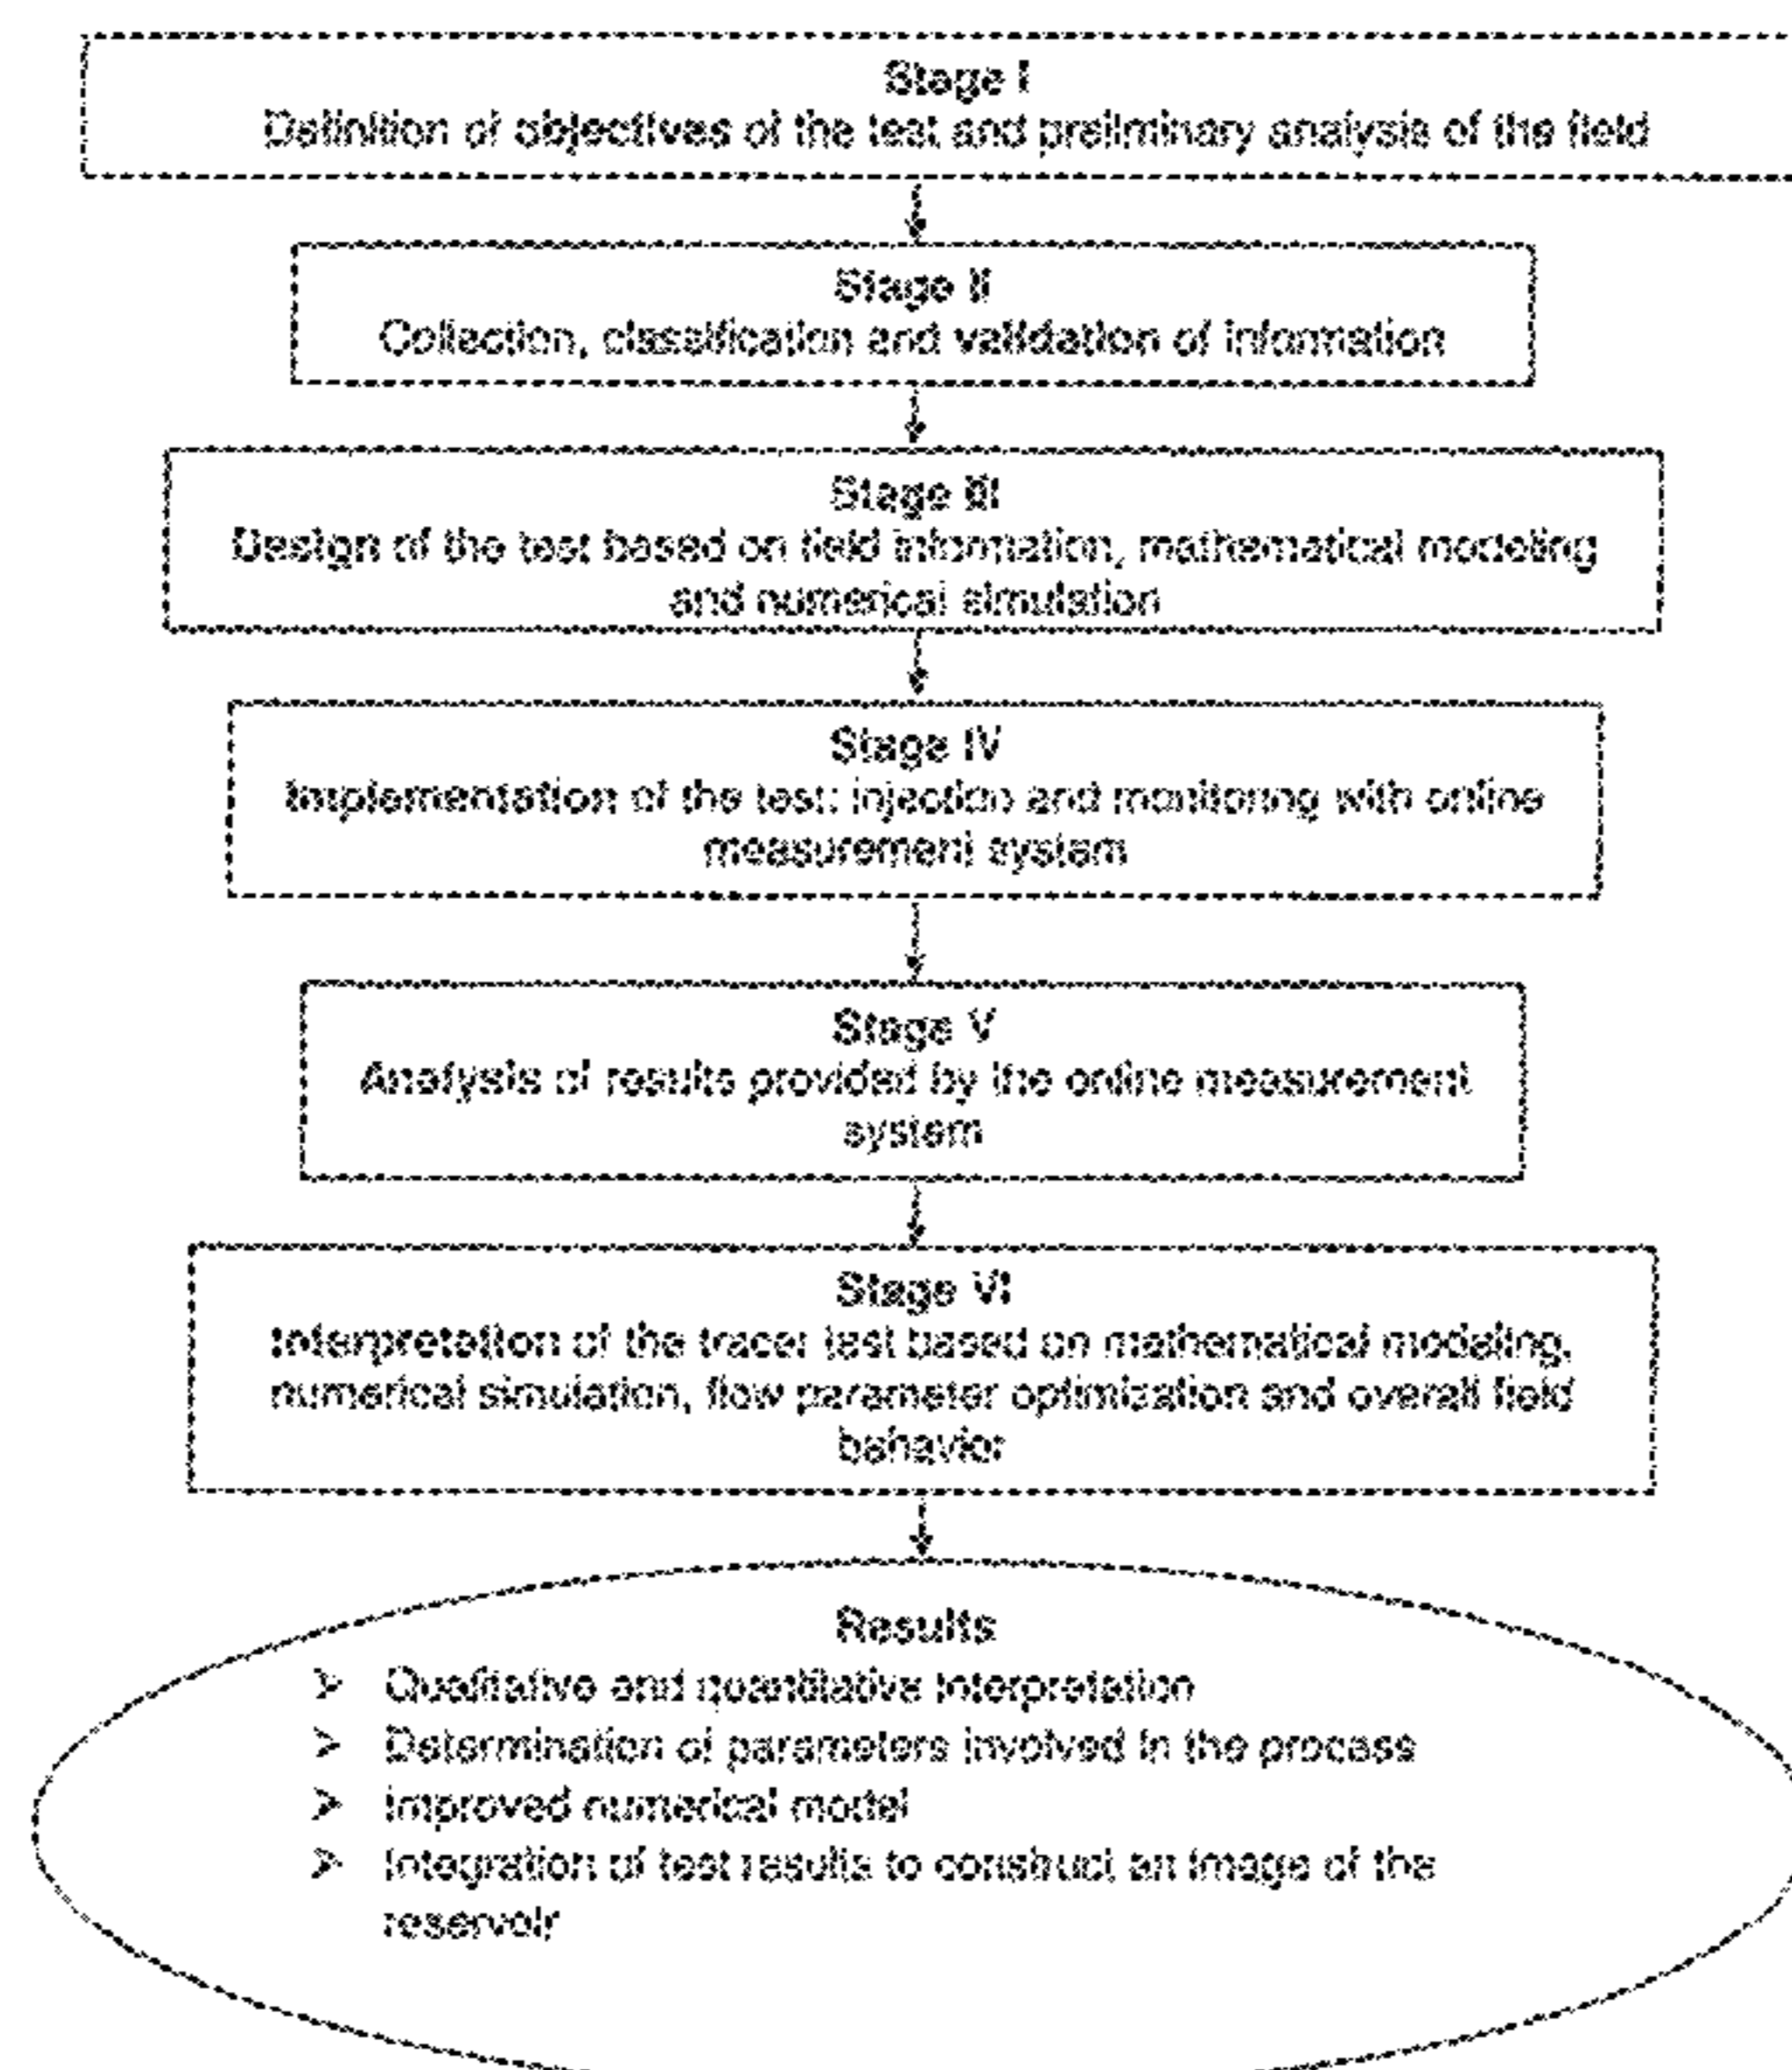 Stage I
Definition of objectives of the test and preliminary analysis of the field
Stage II
Collection, classification and validation of information
Stage III
Design of the test based on field information, mathematical modeling
and numerical simulation
Stage IV
Implementation of the test: injection and monitoring with online
measurement system
Stage V
Analysis of results provided by the online measurement
system
Stage VI
Interpretation of the tracer test based on mathematical modeling,
numerical simulation, flow parameter optimization and overall field
behavior
Results
➢ Qualitative and quantitative interpretation
➢ Determination of parameters involved in the process
➢ Improved numerical model
➢ Integration of test results to construct an image of the
reservoir